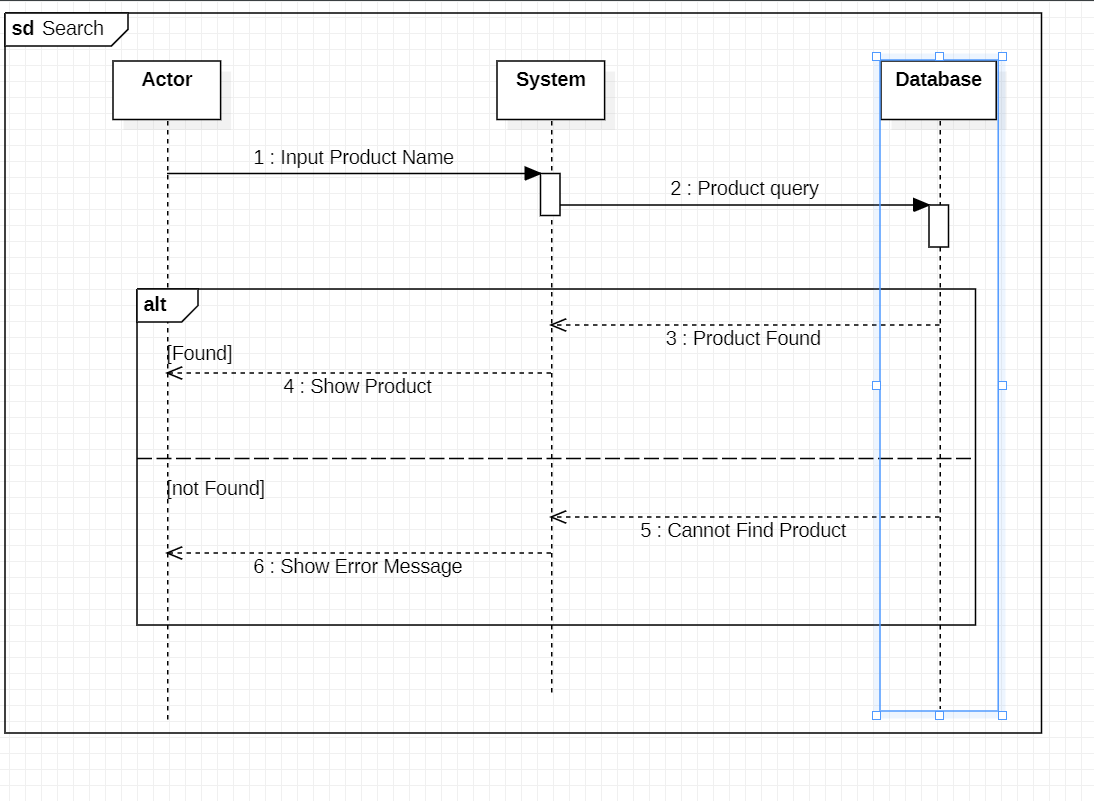 sd Search
Actor
System
Database
1 : Input Product Name
2 : Product query
alt
3 : Product Found
[Found]
4 : Show Product
[not Found]
5 : Cannot Find Product
6 : Show Error Message